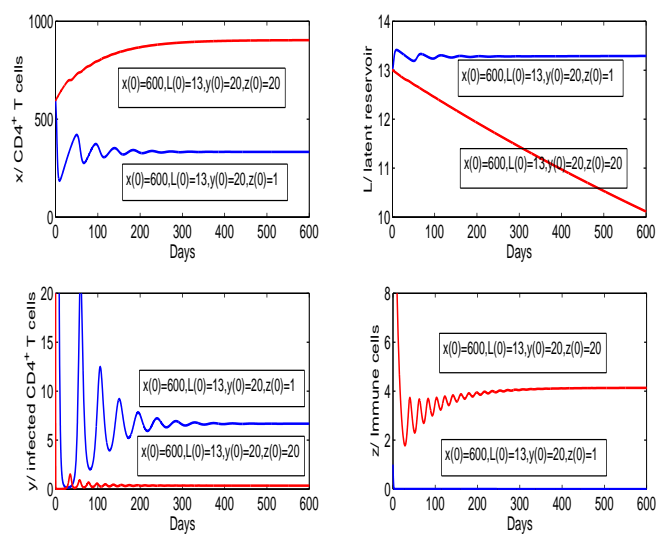 1000
500
0
0 100 200 300 400 500 600
Days
x/ CD4+ T cells
x(0)=600,L(0)=13,y(0)=20,z(0)=20
x(0)=600,L(0)=13,y(0)=20,z(0)=1
14
13
12
11
10
0 100 200 300 400 500 600
Days
L/ latent reservoir
x(0)=600,L(0)=13,y(0)=20,z(0)=1
x(0)=600,L(0)=13,y(0)=20,z(0)=20
20
15
10
5
0
0 100 200 300 400 500 600
Days
y/ infected CD4+ T cells
x(0)=600,L(0)=13,y(0)=20,z(0)=1
x(0)=600,L(0)=13,y(0)=20,z(0)=20
8
6
4
2
0
0 100 200 300 400 500 600
Days
z/ Immune cells
x(0)=600,L(0)=13,y(0)=20,z(0)=20
x(0)=600,L(0)=13,y(0)=20,z(0)=1